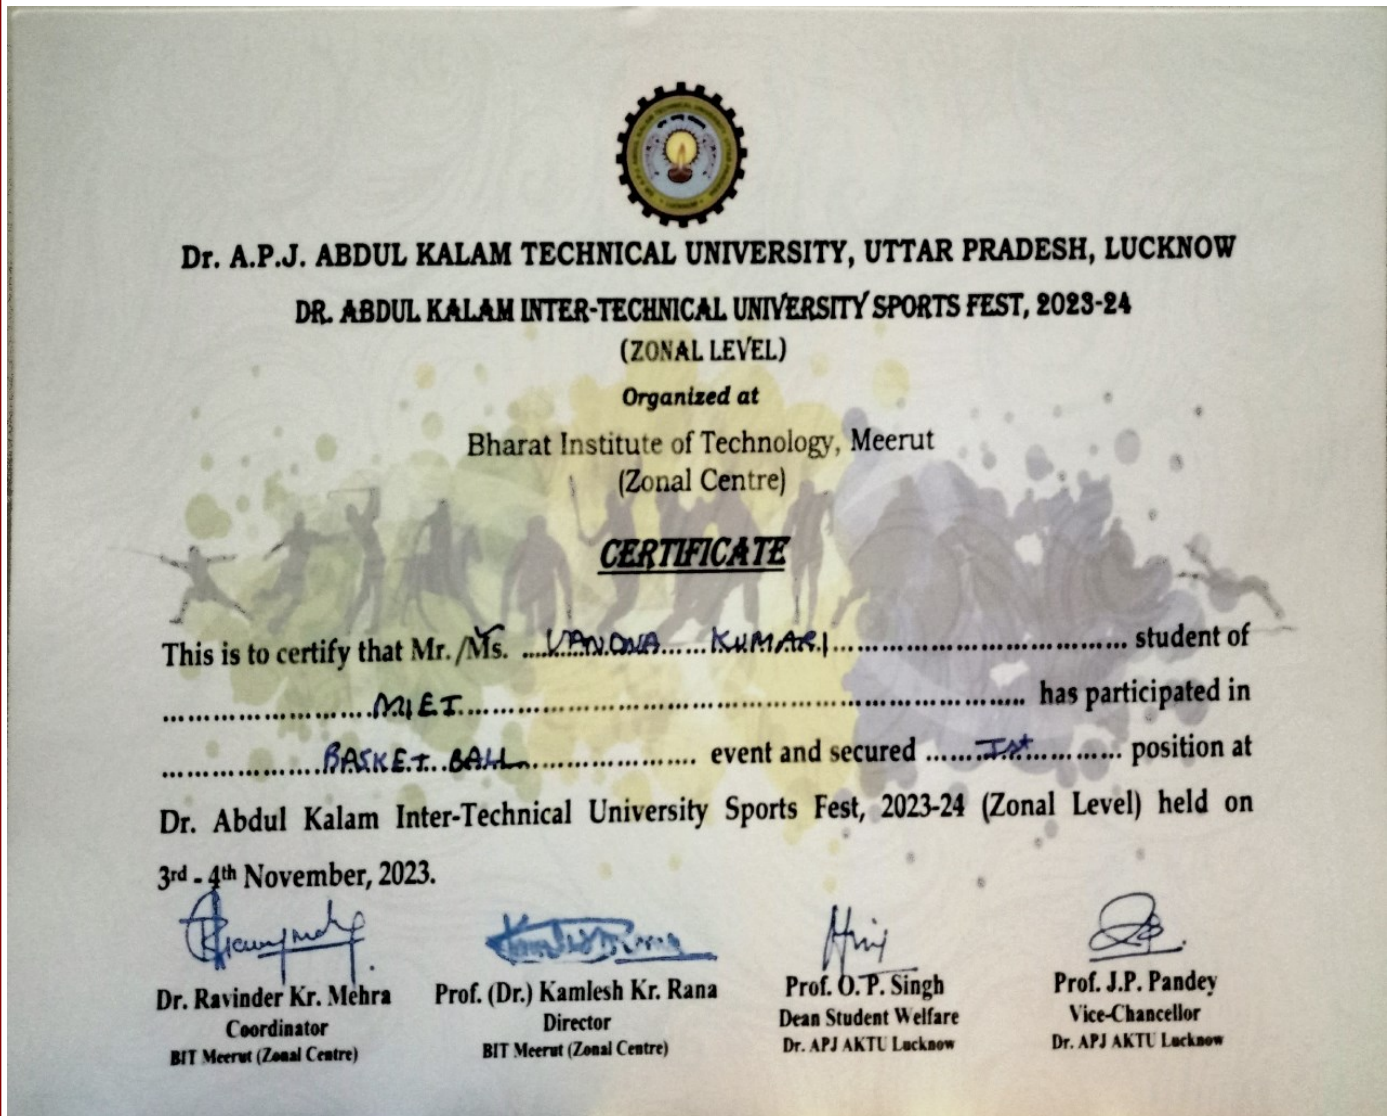 Dr. A.P.J. ABDUL KALAM TECHNICAL UNIVERSITY, UTTAR PRADESH, LUCKNOW
DR. ABDUL KALAM INTER-TECHNICAL UNIVERSITY SPORTS FEST, 2023-24
(ZONAL LEVEL)
Organized at
Bharat Institute of Technology, Meerut
(Zonal Centre)
CERTIFICATE
This is to certify that Mr./Ms. VANDNA KUMARI student of
MIET has participated in
BASKET BALL event and secured Ist position at
Dr. Abdul Kalam Inter-Technical University Sports Fest, 2023-24 (Zonal Level) held on
3rd - 4th November, 2023.
Dr. Ravinder Kr. Mehra
Coordinator
BIT Meerut (Zonal Centre)
Prof. (Dr.) Kamlesh Kr. Rana
Director
BIT Meerut (Zonal Centre)
Prof. O. P. Singh
Dean Student Welfare
Dr. APJ AKTU Lucknow
Prof. J.P. Pandey
Vice-Chancellor
Dr. APJ AKTU Lucknow